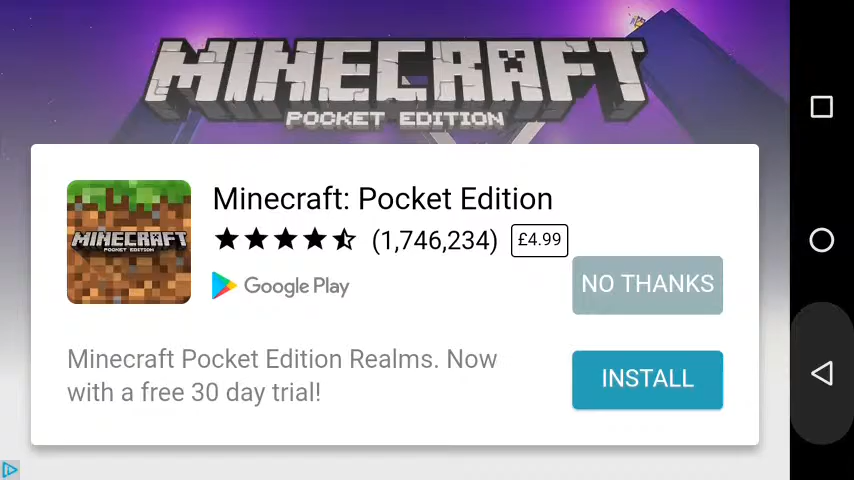 MINECRAFT
POCKET EDITION
Minecraft: Pocket Edition
(1,746,234) £4.99
MINECRAFT
POCKET EDITION
Google Play
NO THANKS
Minecraft Pocket Edition Realms. Now
with a free 30 day trial!
INSTALL